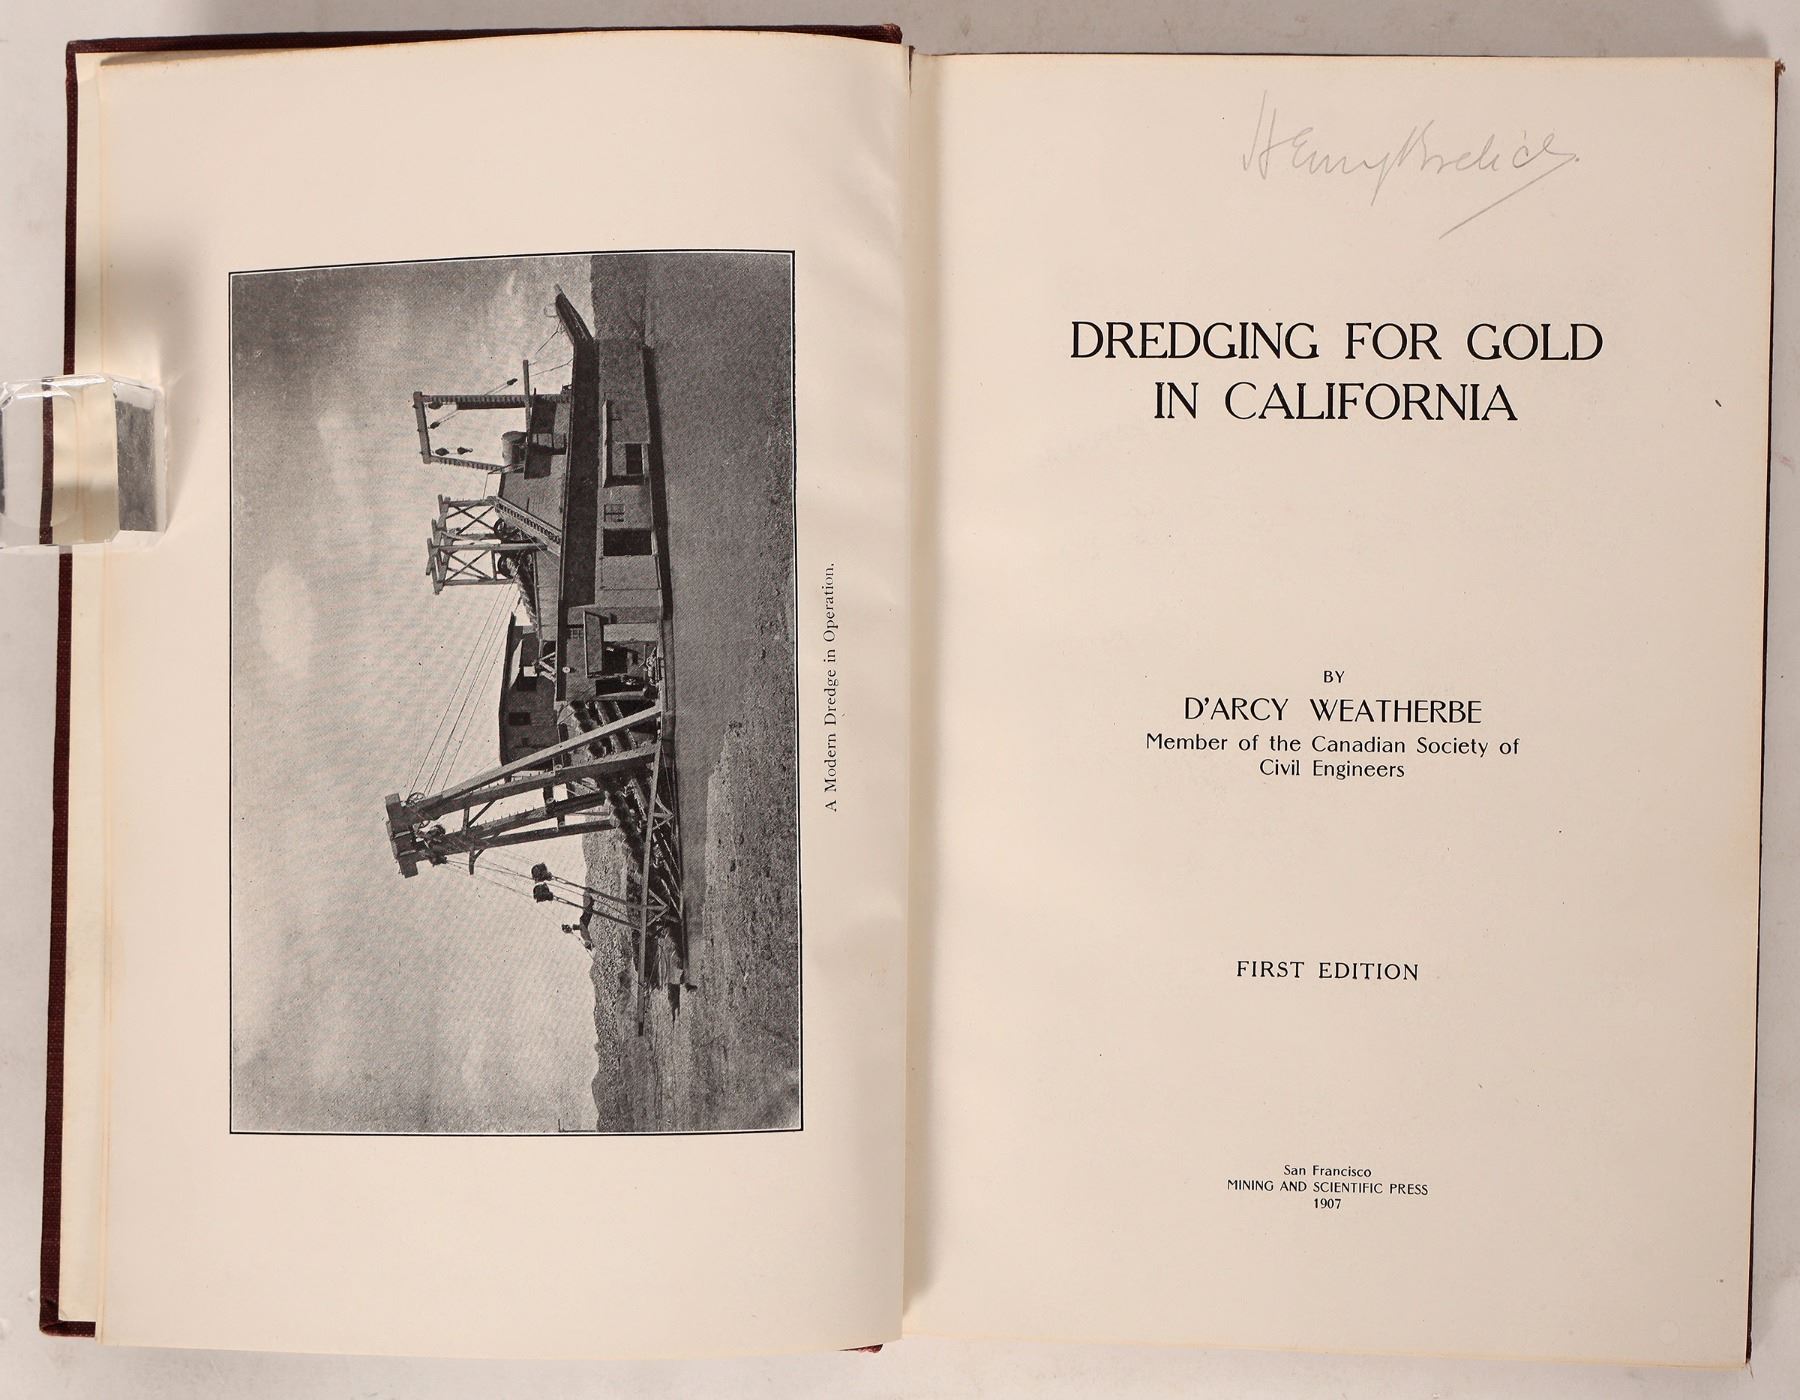 A Modern Dredge in Operation.
Henry
DREDGING FOR GOLD
IN CALIFORNIA
BY
D'ARCY WEATHERBE
Member of the Canadian Society of
Civil Engineers
FIRST EDITION
San Francisco
MINING AND SCIENTIFIC PRESS
1907